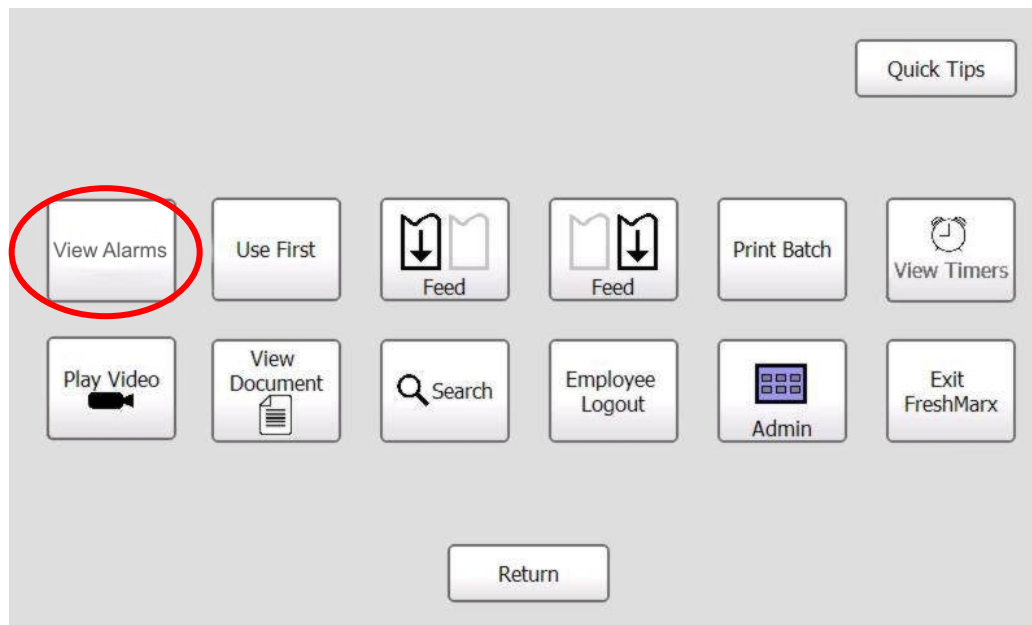 Quick Tips
View Alarms
Use First
Feed
Feed
Print Batch
View Timers
Play Video
View
Document
Search
Employee
Logout
Admin
Exit
FreshMarx
Return